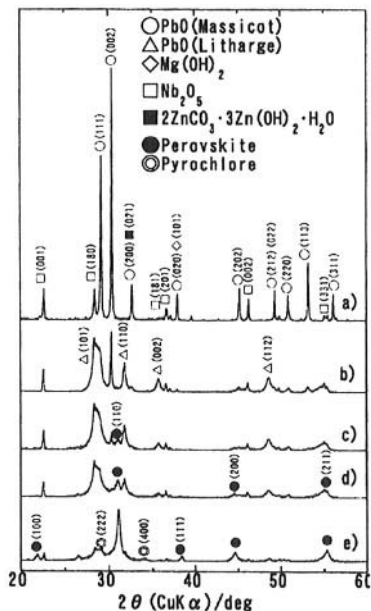 PbO(Massicot)
PbO(Litharge)
Mg(OH)2
Nb2O5
2ZnCO3·3Zn(OH)2·H2O
Perovskite
Pyrochlore
(002)
(111)
(001)
(180)
(200)
(021)
(181)
(201)
(020)
(101)
(202)
(002)
(212)
(022)
(220)
(113)
(331)
(311)
a)
(101)
(110)
(002)
(112)
b)
(110)
c)
(200)
(211)
d)
(100)
(222)
(400)
(111)
e)
20 30 40 50 60
2θ(CuKα)/deg